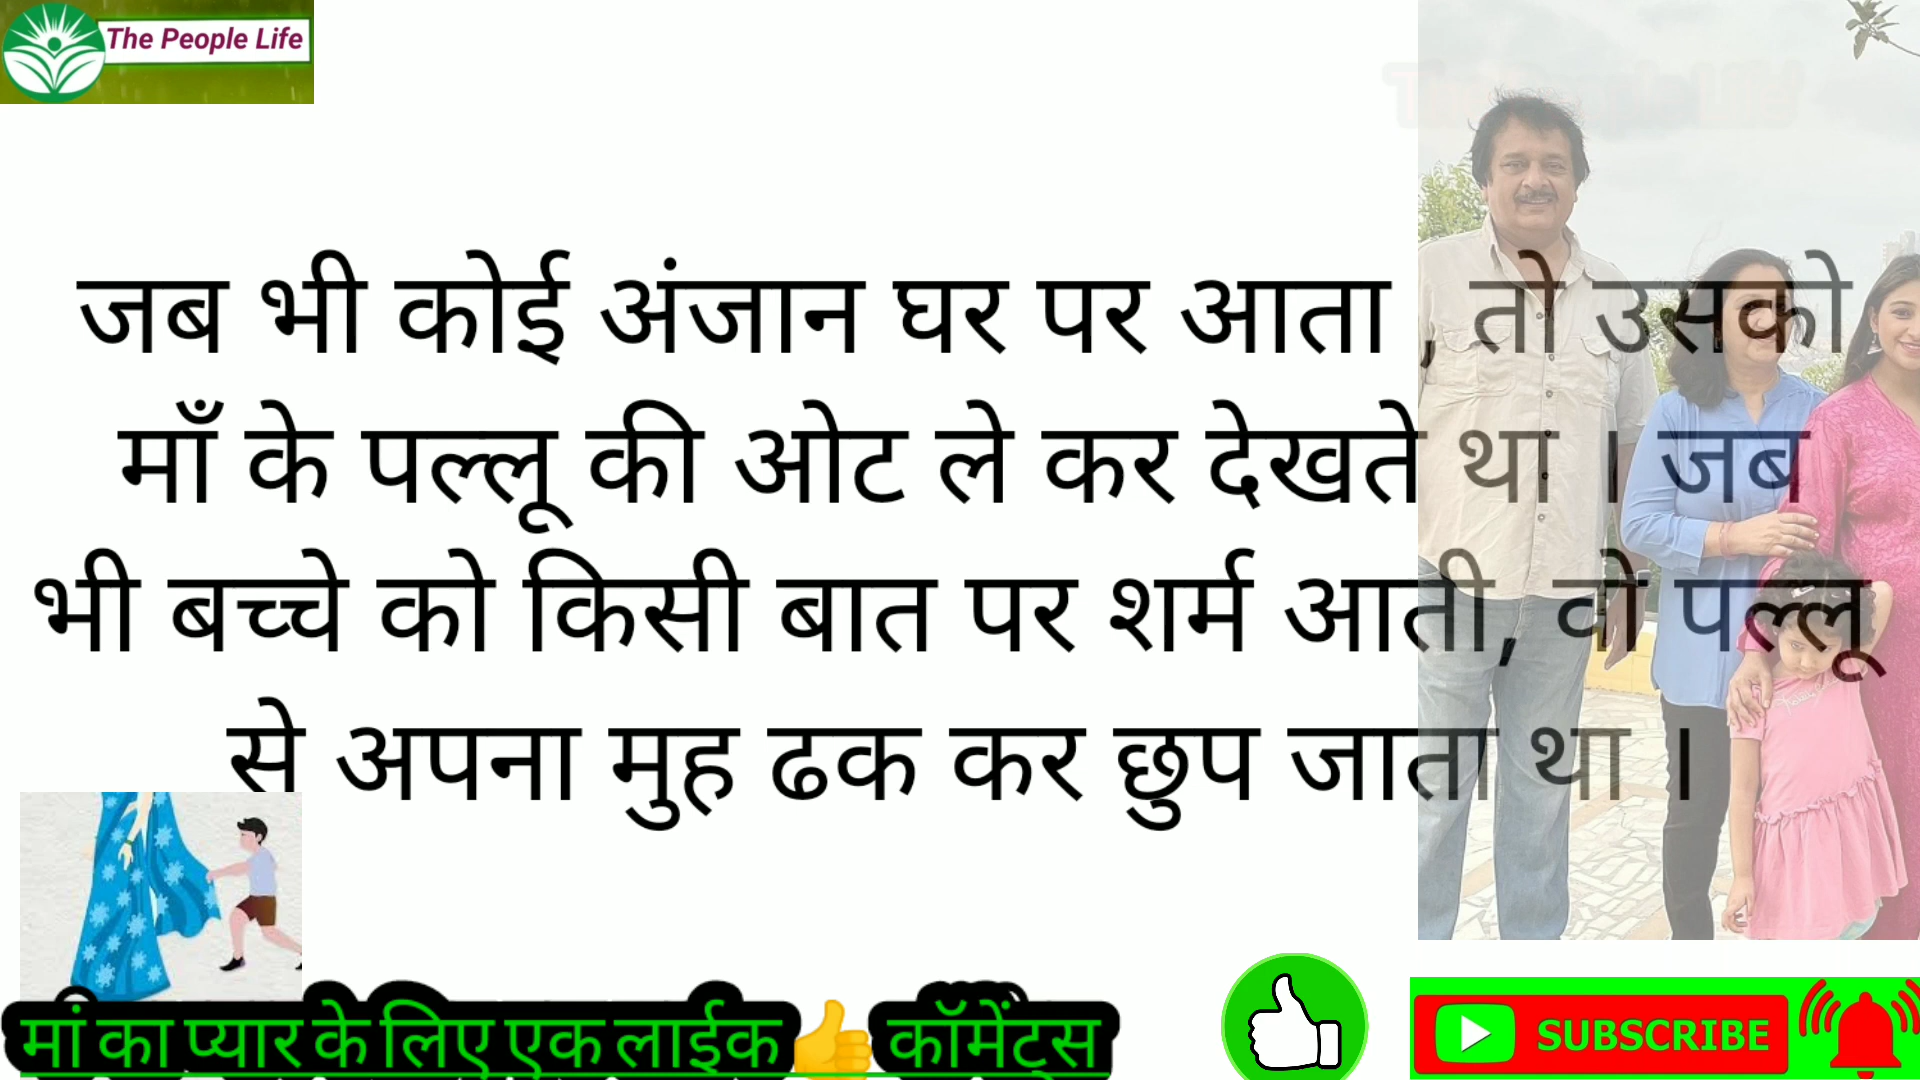 The People Life
जब भी कोई अंजान घर पर आता , तो उसको
माँ के पल्लू की ओट ले कर देखते था । जब
भी बच्चे को किसी बात पर शर्म आती, वो पल्लू
से अपना मुह ढक कर छुप जाता था ।
मां का प्यार के लिए एक लाईक 👍 कॉमेंट्स
SUBSCRIBE